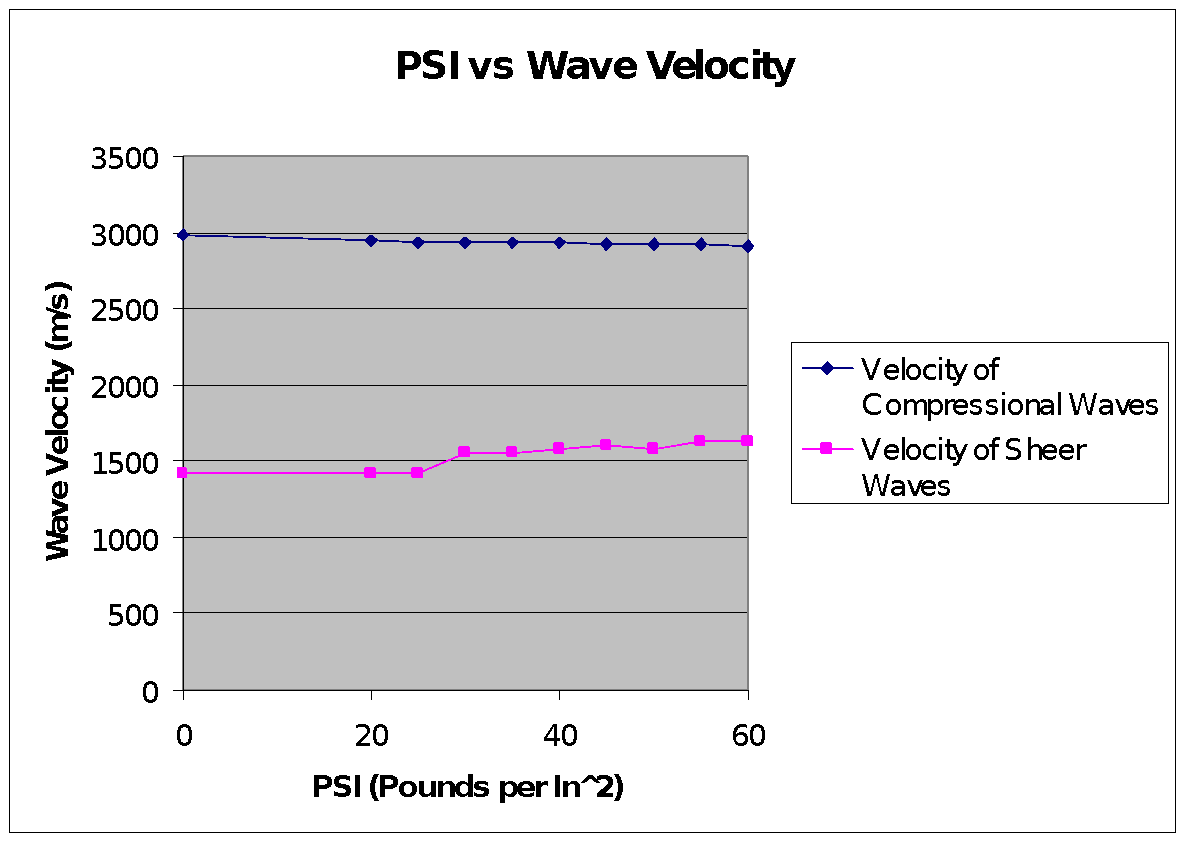 PSI vs Wave Velocity
3500
3000
2500
2000
1500
1000
500
0
Wave Velocity (m/s)
0 20 40 60
PSI (Pounds per In^2)
Velocity of
Compressional Waves
Velocity of Sheer
Waves